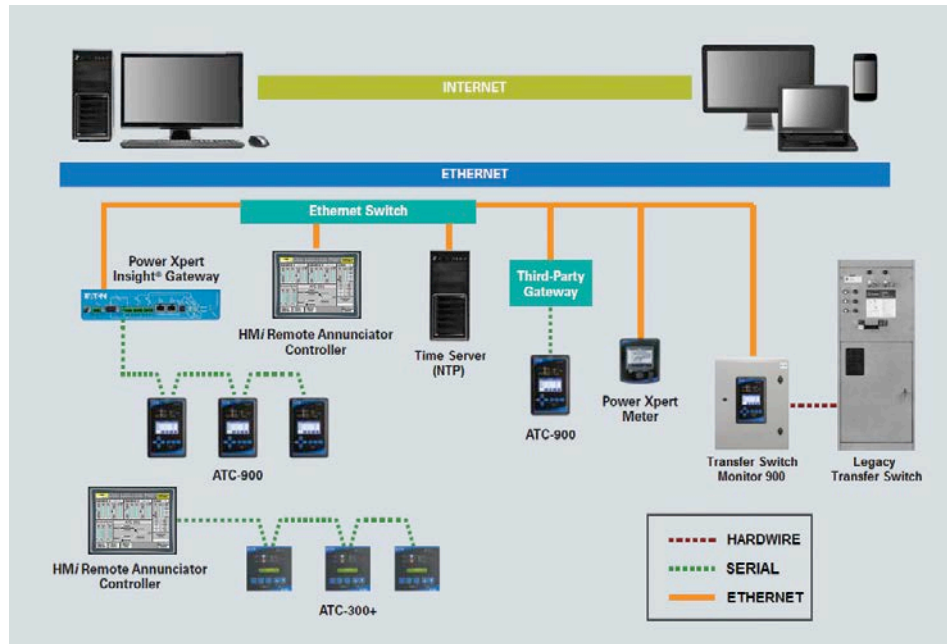 INTERNET
ETHERNET
Ethernet Switch
Power Xpert
Insight® Gateway
EATON
HMi Remote Annunciator
Controller
Time Server
(NTP)
Third-Party
Gateway
ATC-900
Power Xpert
Meter
Transfer Switch
Monitor 900
Legacy
Transfer Switch
ATC-900
HMi Remote Annunciator
Controller
ATC-300+
HARDWIRE
SERIAL
ETHERNET